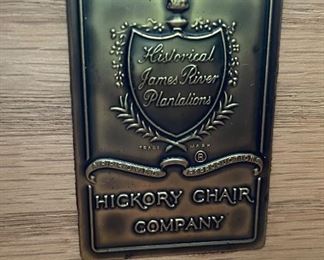 Historical
James River
Plantations
TRADE MARK
®
HICKORY CHAIR
COMPANY